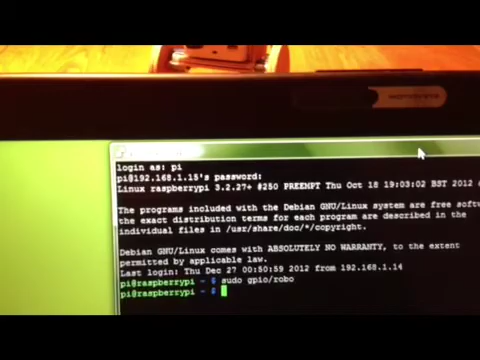 login as: pi
pi@192.168.1.15's password:
Linux raspberrypi 3.2.27+ #250 PREEMPT Thu Oct 18 19:03:02 BST 2012
The programs included with the Debian GNU/Linux system are free softw
the exact distribution terms for each program are described in the
individual files in /usr/share/doc/*/copyright.
Debian GNU/Linux comes with ABSOLUTELY NO WARRANTY, to the extent
permitted by applicable law.
Last login: Thu Dec 27 00:50:59 2012 from 192.168.1.14
pi@raspberrypi ~ $ sudo gpio/robo
pi@raspberrypi ~ $